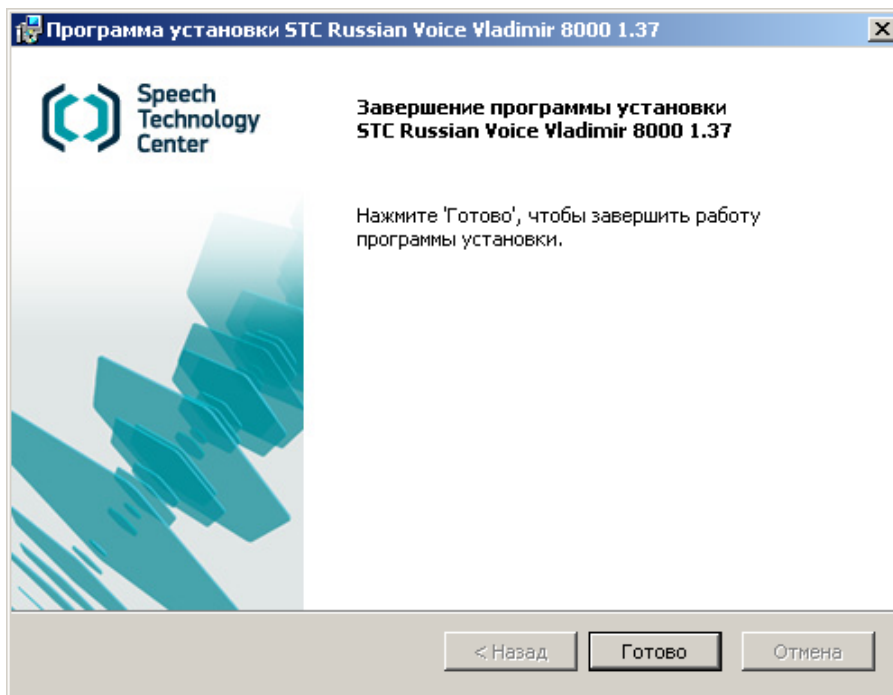 Программа установки STC Russian Voice Vladimir 8000 1.37
Speech
Technology
Center
Завершение программы установки
STC Russian Voice Vladimir 8000 1.37
Нажмите 'Готово', чтобы завершить работу
программы установки.
< Назад
Готово
Отмена